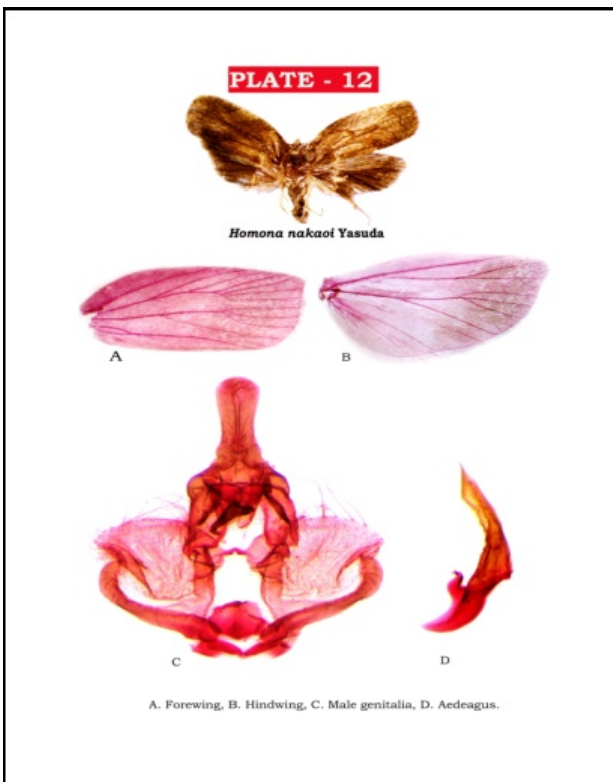 PLATE - 12
Homona nakaoi Yasuda
A
B
C
D
A. Forewing, B. Hindwing, C. Male genitalia, D. Aedeagus.